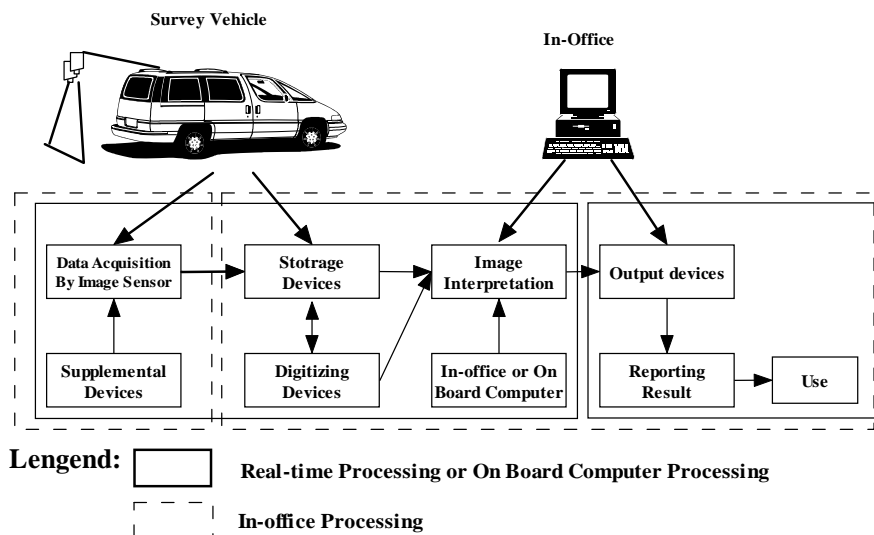 Survey Vehicle
In-Office
Data Acquisition
By Image Sensor
Stotrage
Devices
Image
Interpretation
Output devices
Supplemental
Devices
Digitizing
Devices
In-office or On
Board Computer
Reporting
Result
Use
Lengend:
Real-time Processing or On Board Computer Processing
In-office Processing